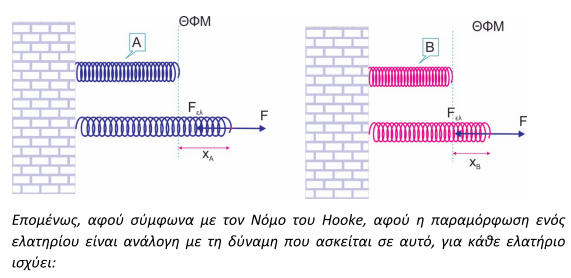 ΘΦΜ
A
Fελ
F
xA
ΘΦΜ
B
Fελ
F
xB
Επομένως, αφού σύμφωνα με τον Νόμο του Hooke, αφού η παραμόρφωση ενός
ελατηρίου είναι ανάλογη με τη δύναμη που ασκείται σε αυτό, για κάθε ελατήριο
ισχύει: